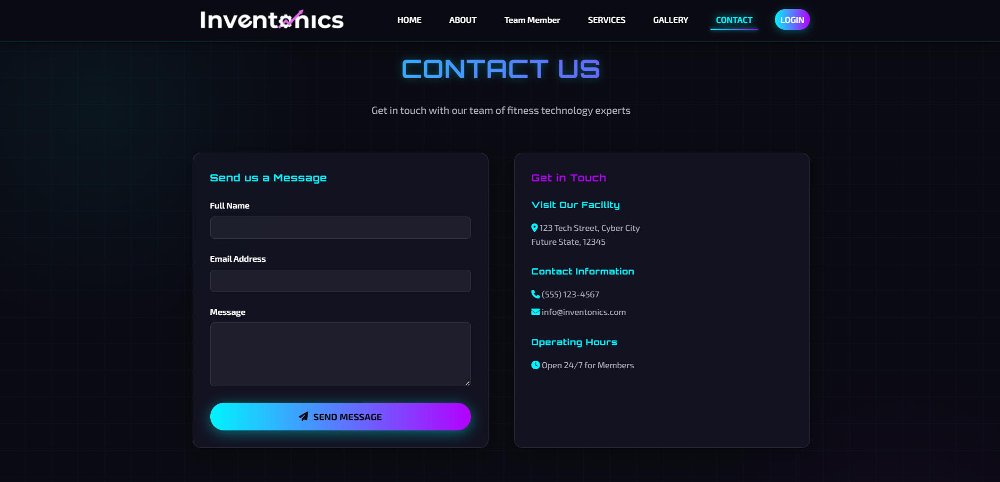 Inventonics
HOME ABOUT Team Member SERVICES GALLERY CONTACT LOGIN
CONTACT US
Get in touch with our team of fitness technology experts
Send us a Message
Full Name
Email Address
Message
SEND MESSAGE
Get in Touch
Visit Our Facility
123 Tech Street, Cyber City
Future State, 12345
Contact Information
(555) 123-4567
info@inventonics.com
Operating Hours
Open 24/7 for Members